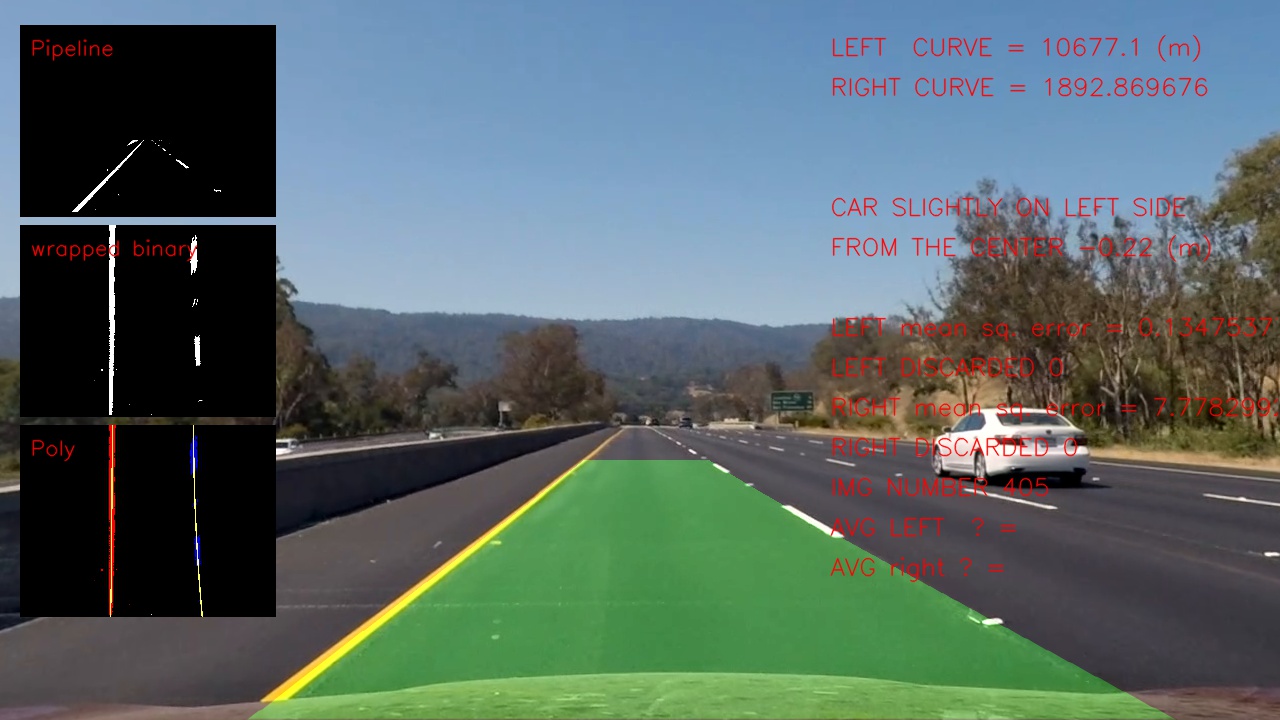 Pipeline
wrapped binary
Poly
LEFT CURVE = 10677.1 (m)
RIGHT CURVE = 1892.869676
CAR SLIGHTLY ON LEFT SIDE
FROM THE CENTER -0.22 (m)
LEFT mean sq. error = 0.1347537
LEFT DISCARDED 0
RIGHT mean sq. error = 7.778299
RIGHT DISCARDED 0
IMG NUMBER 405
AVG LEFT ? =
AVG right ? =